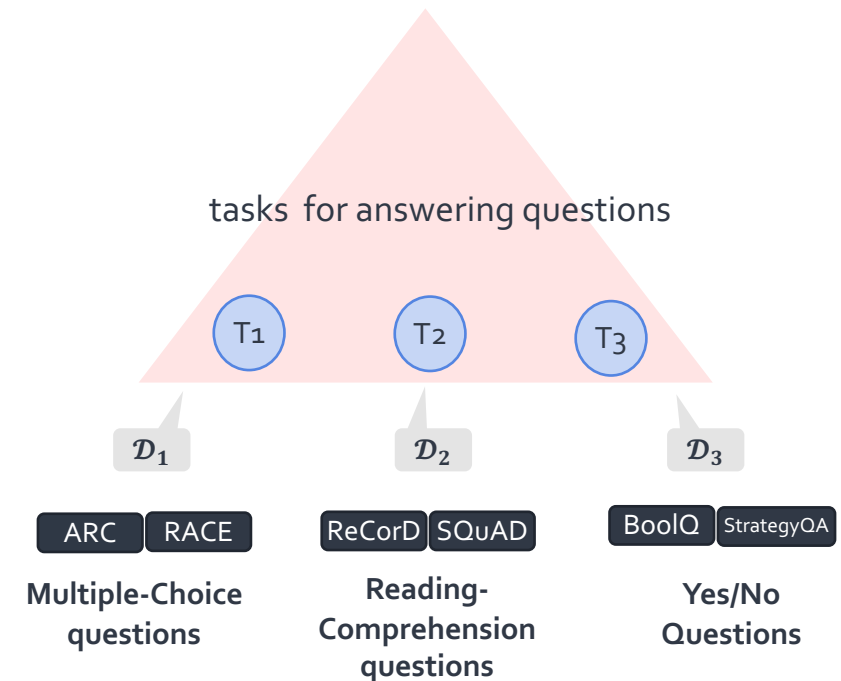 tasks for answering questions
T1 T2 T3
𝒟₁ 𝒟₂ 𝒟₃
ARC RACE ReCorD SQuAD BoolQ StrategyQA
Multiple-Choice
questions
Reading-
Comprehension
questions
Yes/No
Questions